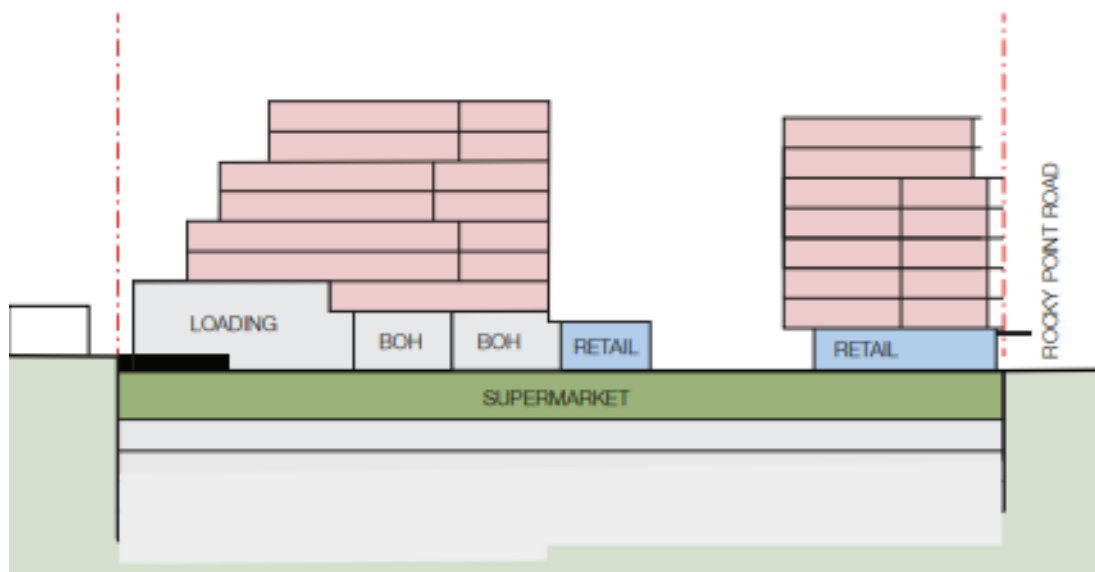 LOADING
BOH
BOH
RETAIL
RETAIL
SUPERMARKET
ROCKY POINT ROAD